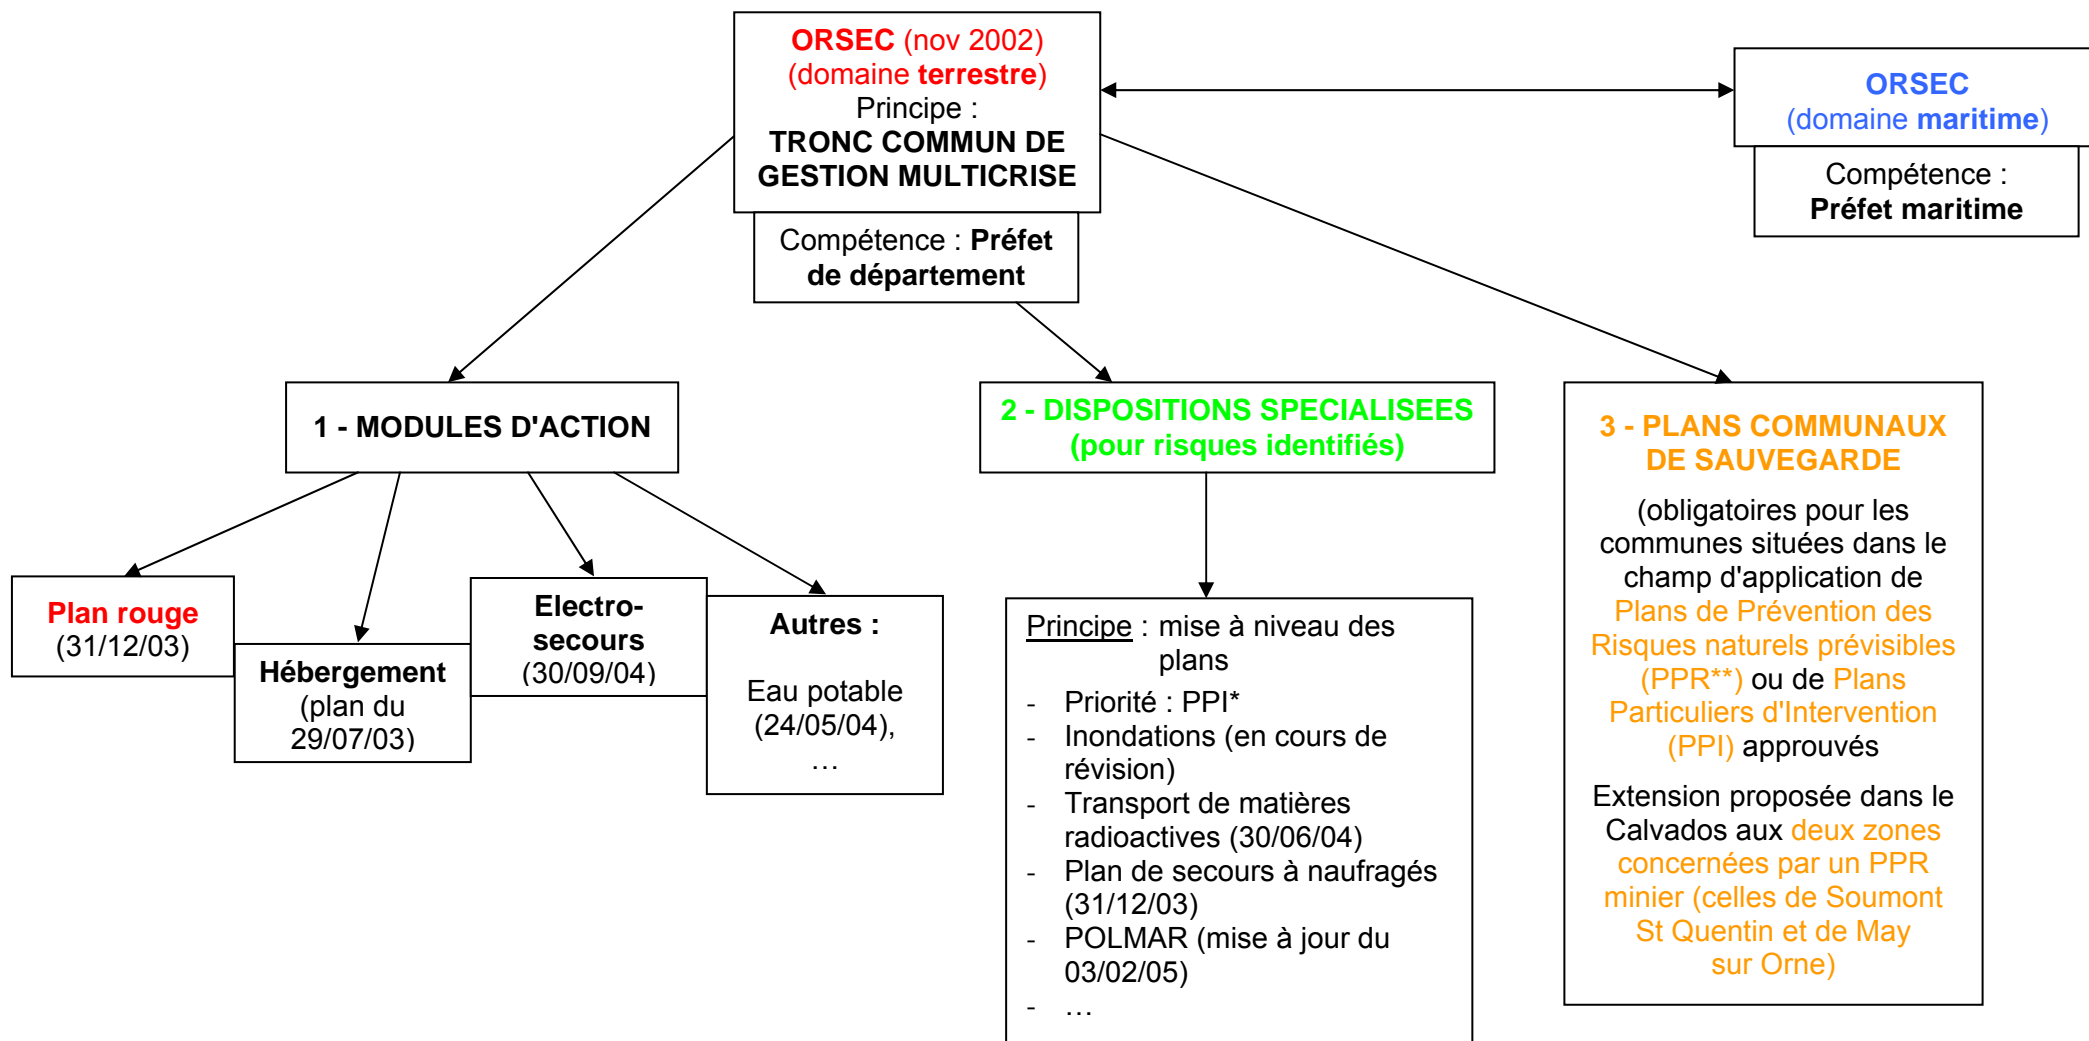 ORSEC (nov 2002)
(domaine terrestre)
Principe :
TRONC COMMUN DE
GESTION MULTICRISE
Compétence : Préfet
de département
ORSEC
(domaine maritime)
Compétence :
Préfet maritime
1 - MODULES D'ACTION
Plan rouge
(31/12/03)
Hébergement
(plan du
29/07/03)
Electro-
secours
(30/09/04)
Autres :
Eau potable
(24/05/04),
…
2 - DISPOSITIONS SPECIALISEES
(pour risques identifiés)
Principe : mise à niveau des
plans
- Priorité : PPI*
- Inondations (en cours de
révision)
- Transport de matières
radioactives (30/06/04)
- Plan de secours à naufragés
(31/12/03)
- POLMAR (mise à jour du
03/02/05)
- …
3 - PLANS COMMUNAUX
DE SAUVEGARDE
(obligatoires pour les
communes situées dans le
champ d'application de
Plans de Prévention des
Risques naturels prévisibles
(PPR**) ou de Plans
Particuliers d'Intervention
(PPI) approuvés
Extension proposée dans le
Calvados aux deux zones
concernées par un PPR
minier (celles de Soumont
St Quentin et de May
sur Orne)